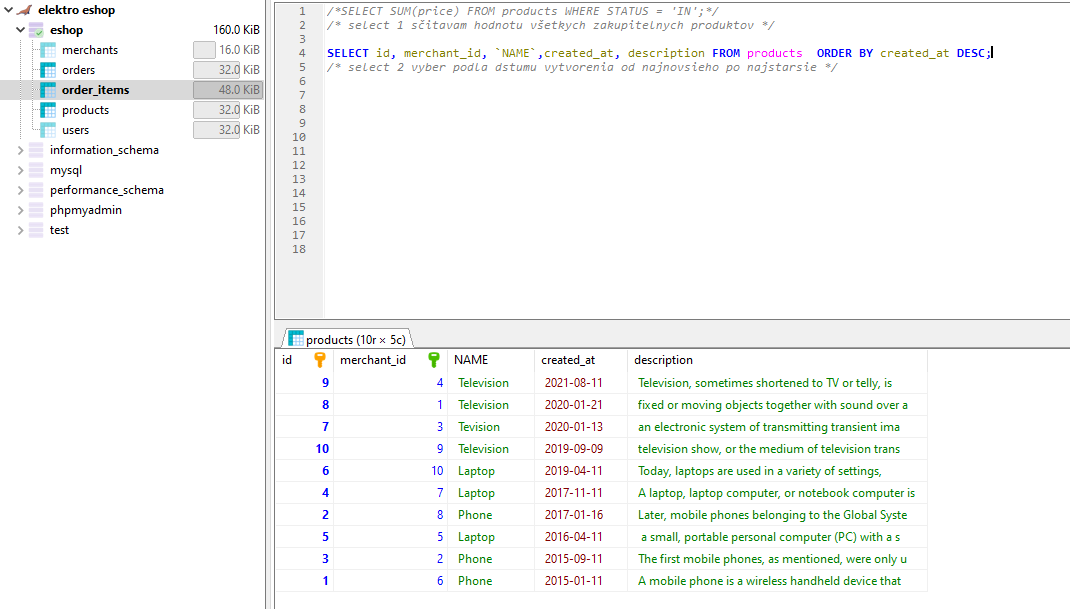 elektro eshop
eshop 160.0 KiB
merchants 16.0 KiB
orders 32.0 KiB
order_items 48.0 KiB
products 32.0 KiB
users 32.0 KiB
information_schema
mysql
performance_schema
phpmyadmin
test
1 /*SELECT SUM(price) FROM products WHERE STATUS = 'IN';*/
2 /* select 1 sčitavam hodnotu všetkych zakupitelnych produktov */
3
4 SELECT id, merchant_id, `NAME`,created_at, description FROM products  ORDER BY created_at DESC;
5 /* select 2 vyber podla dstumu vytvorenia od najnovsieho po najstarsie */
6
7
8
9
10
11
12
13
14
15
16
17
18
products (10r × 5c)
id merchant_id NAME created_at description
9 4 Television 2021-08-11 Television, sometimes shortened to TV or telly, is
8 1 Television 2020-01-21 fixed or moving objects together with sound over a
7 3 Tevision 2020-01-13 an electronic system of transmitting transient ima
10 9 Television 2019-09-09 television show, or the medium of television trans
6 10 Laptop 2019-04-11 Today, laptops are used in a variety of settings,
4 7 Laptop 2017-11-11 A laptop, laptop computer, or notebook computer is
2 8 Phone 2017-01-16 Later, mobile phones belonging to the Global Syste
5 5 Laptop 2016-04-11 a small, portable personal computer (PC) with a s
3 2 Phone 2015-09-11 The first mobile phones, as mentioned, were only u
1 6 Phone 2015-01-11 A mobile phone is a wireless handheld device that